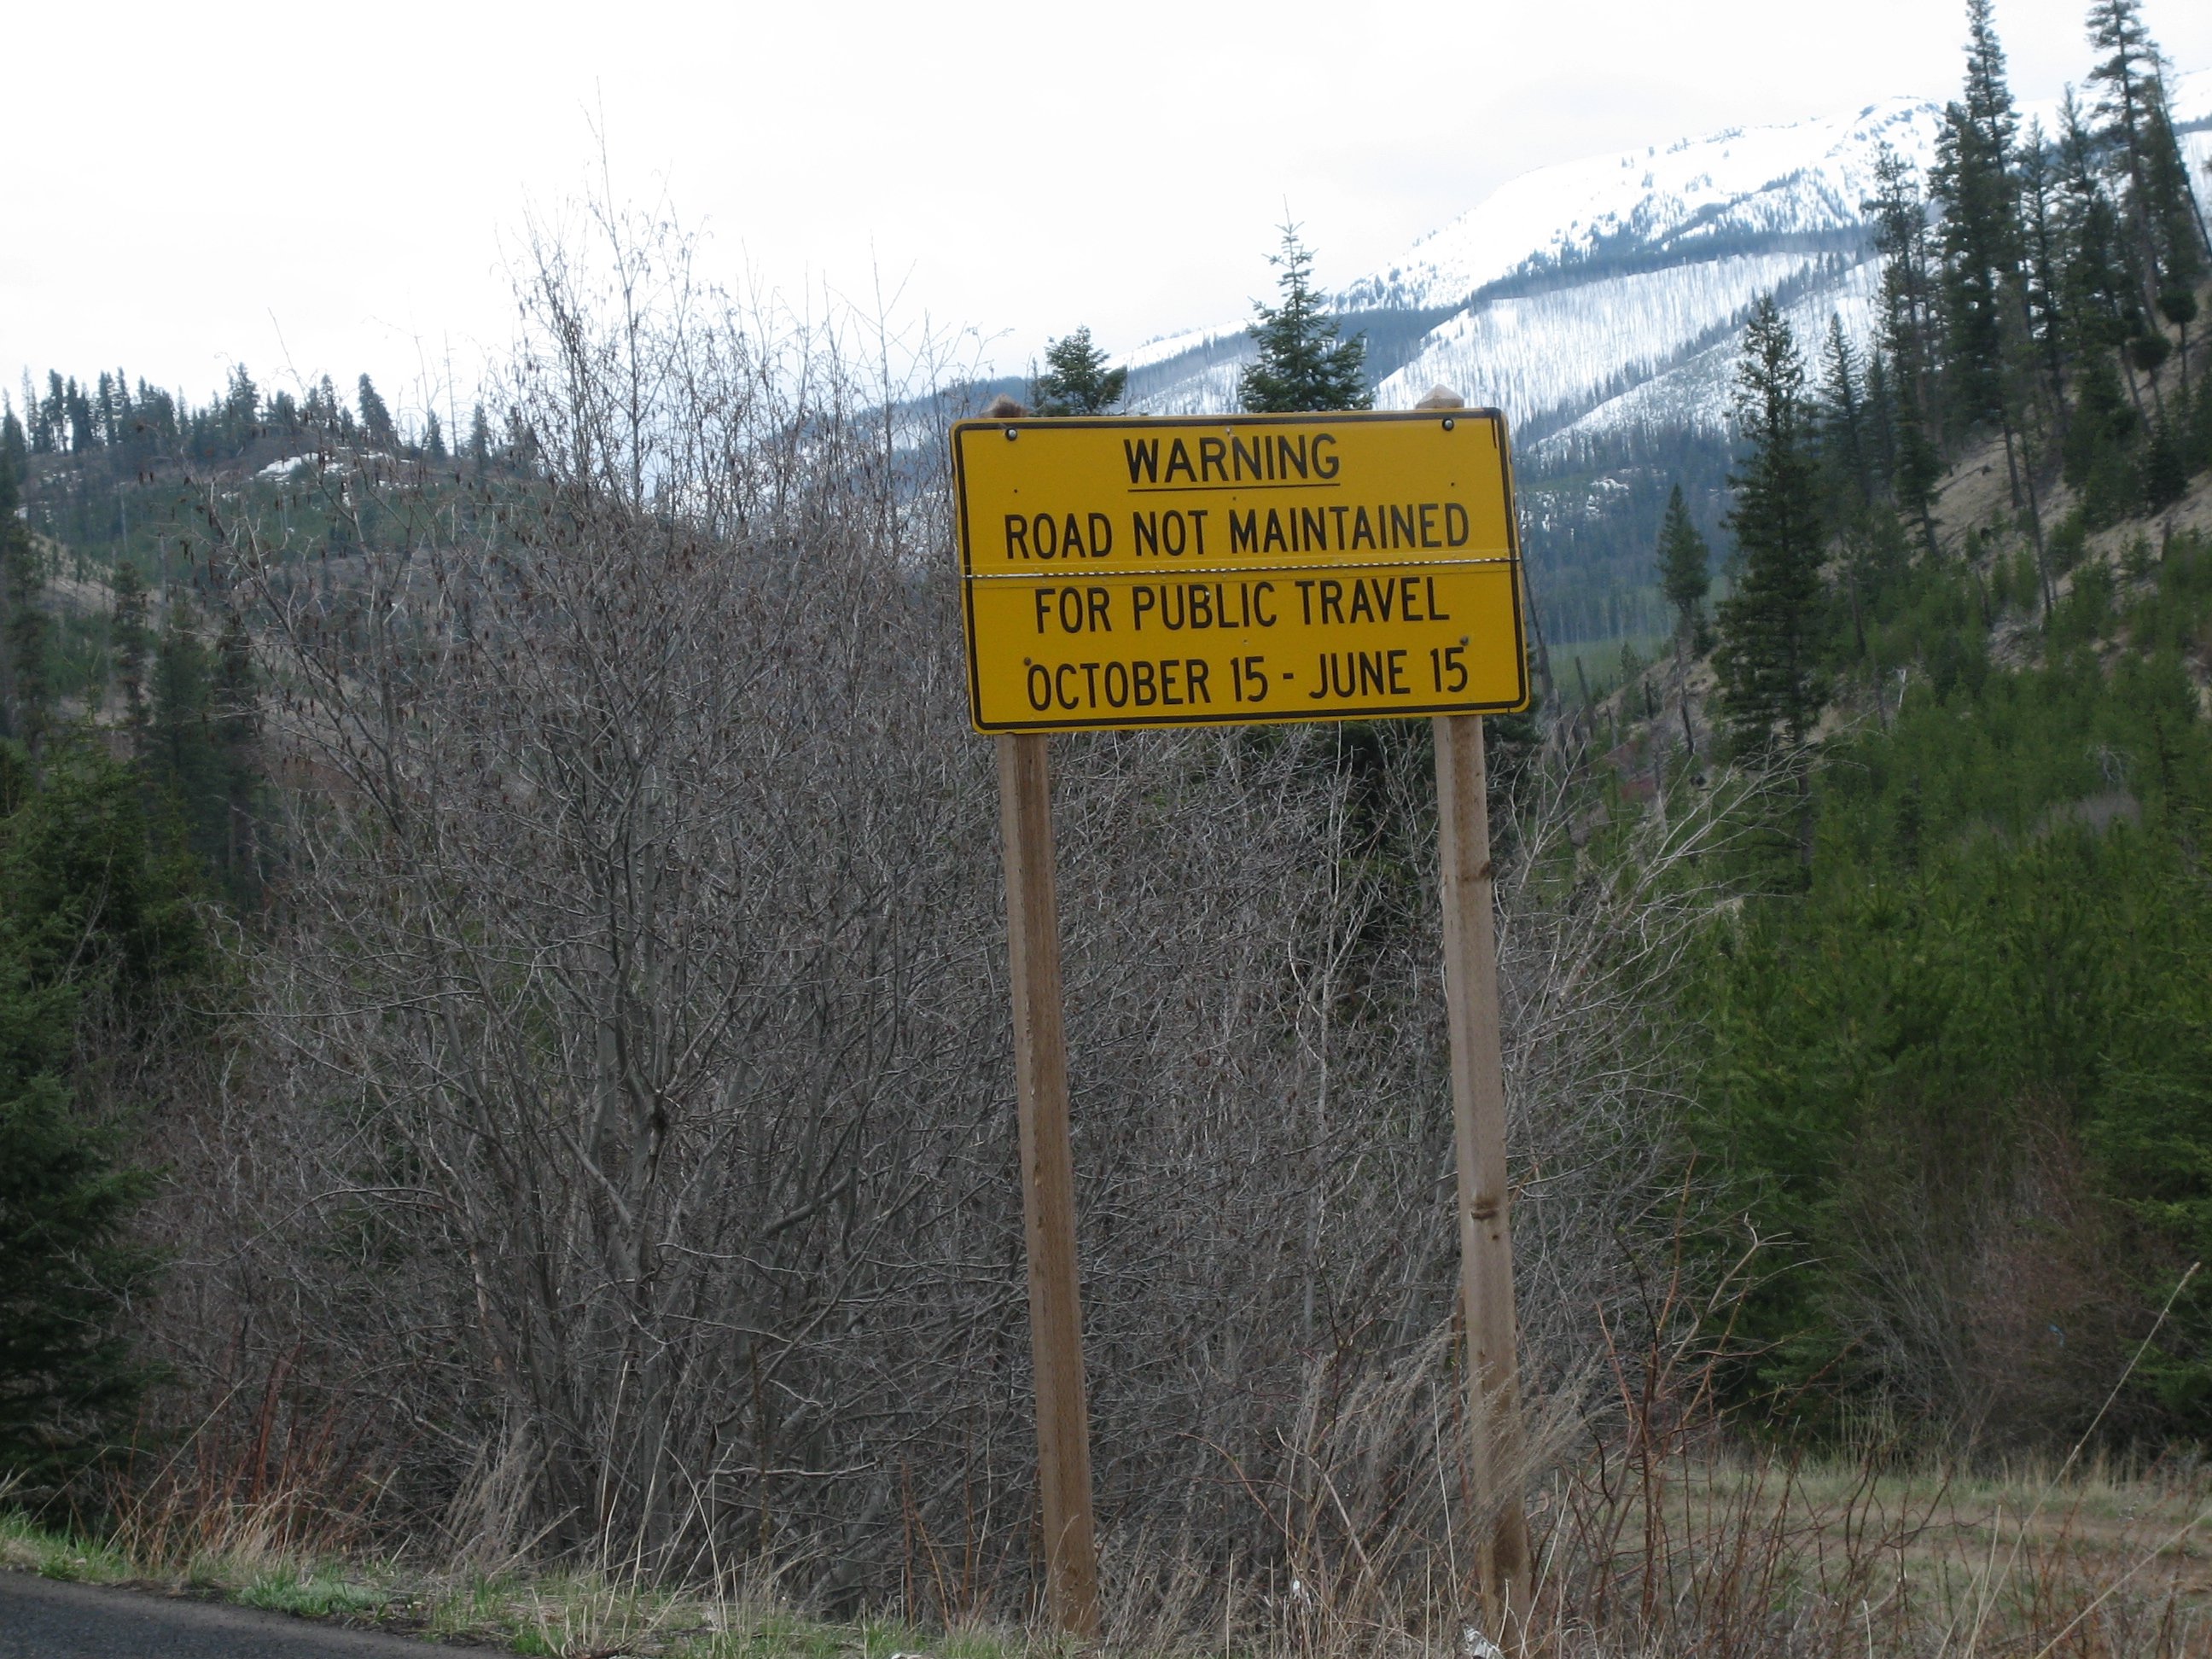 WARNING
ROAD NOT MAINTAINED
FOR PUBLIC TRAVEL
OCTOBER 15 - JUNE 15